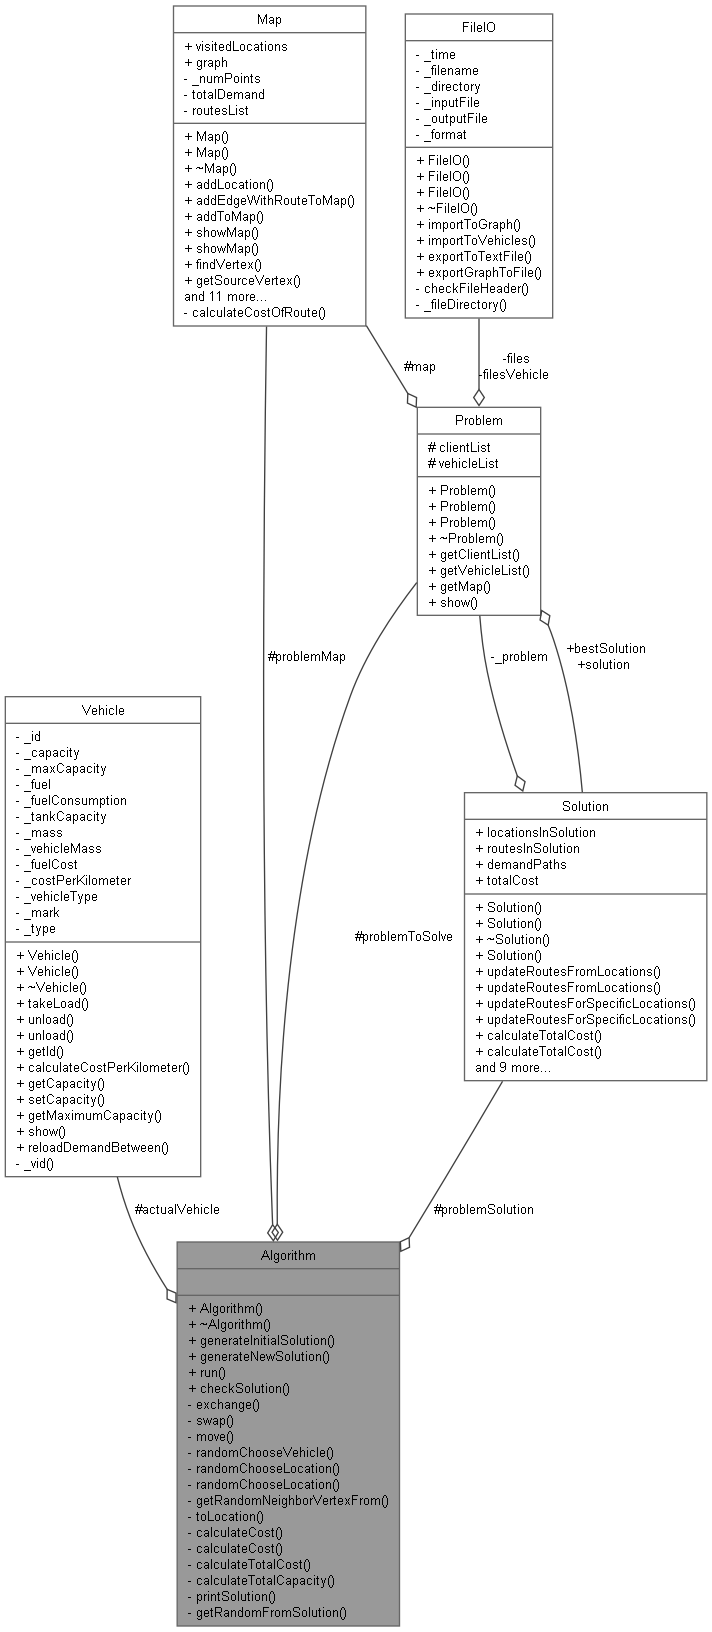 Map
+ visitedLocations
+ graph
- _numPoints
- totalDemand
- routesList
+ Map()
+ Map()
+ ~Map()
+ addLocation()
+ addEdgeWithRouteToMap()
+ addToMap()
+ showMap()
+ showMap()
+ findVertex()
+ getSourceVertex()
and 11 more...
- calculateCostOfRoute()
FileIO
- _time
- _filename
- _directory
- _inputFile
- _outputFile
- _format
+ FileIO()
+ FileIO()
+ FileIO()
+ ~FileIO()
+ importToGraph()
+ importToVehicles()
+ exportToTextFile()
+ exportGraphToFile()
- checkFileHeader()
- _fileDirectory()
#map
-files
-filesVehicle
Problem
# clientList
# vehicleList
+ Problem()
+ Problem()
+ Problem()
+ ~Problem()
+ getClientList()
+ getVehicleList()
+ getMap()
+ show()
#problemMap
-_problem
+bestSolution
+solution
Vehicle
- _id
- _capacity
- _maxCapacity
- _fuel
- _fuelConsumption
- _tankCapacity
- _mass
- _vehicleMass
- _fuelCost
- _costPerKilometer
- _vehicleType
- _mark
- _type
+ Vehicle()
+ Vehicle()
+ ~Vehicle()
+ takeLoad()
+ unload()
+ unload()
+ getId()
+ calculateCostPerKilometer()
+ getCapacity()
+ setCapacity()
+ getMaximumCapacity()
+ show()
+ reloadDemandBetween()
- _vid()
Solution
+ locationsInSolution
+ routesInSolution
+ demandPaths
+ totalCost
+ Solution()
+ Solution()
+ ~Solution()
+ Solution()
+ updateRoutesFromLocations()
+ updateRoutesFromLocations()
+ updateRoutesForSpecificLocations()
+ updateRoutesForSpecificLocations()
+ calculateTotalCost()
+ calculateTotalCost()
and 9 more...
#problemToSolve
#actualVehicle
#problemSolution
Algorithm
+ Algorithm()
+ ~Algorithm()
+ generateInitialSolution()
+ generateNewSolution()
+ run()
+ checkSolution()
- exchange()
- swap()
- move()
- randomChooseVehicle()
- randomChooseLocation()
- randomChooseLocation()
- getRandomNeighborVertexFrom()
- toLocation()
- calculateCost()
- calculateCost()
- calculateTotalCost()
- calculateTotalCapacity()
- printSolution()
- getRandomFromSolution()